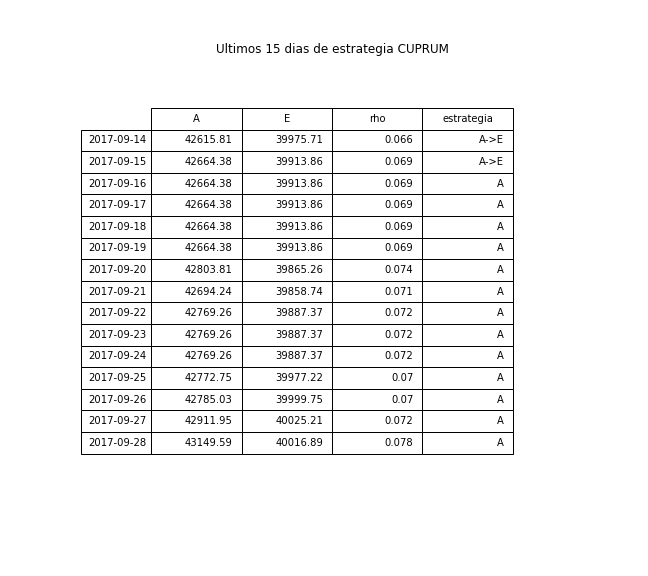 Ultimos 15 dias de estrategia CUPRUM
A E rho estrategia
2017-09-14 42615.81 39975.71 0.066 A->E
2017-09-15 42664.38 39913.86 0.069 A->E
2017-09-16 42664.38 39913.86 0.069 A
2017-09-17 42664.38 39913.86 0.069 A
2017-09-18 42664.38 39913.86 0.069 A
2017-09-19 42664.38 39913.86 0.069 A
2017-09-20 42803.81 39865.26 0.074 A
2017-09-21 42694.24 39858.74 0.071 A
2017-09-22 42769.26 39887.37 0.072 A
2017-09-23 42769.26 39887.37 0.072 A
2017-09-24 42769.26 39887.37 0.072 A
2017-09-25 42772.75 39977.22 0.07 A
2017-09-26 42785.03 39999.75 0.07 A
2017-09-27 42911.95 40025.21 0.072 A
2017-09-28 43149.59 40016.89 0.078 A